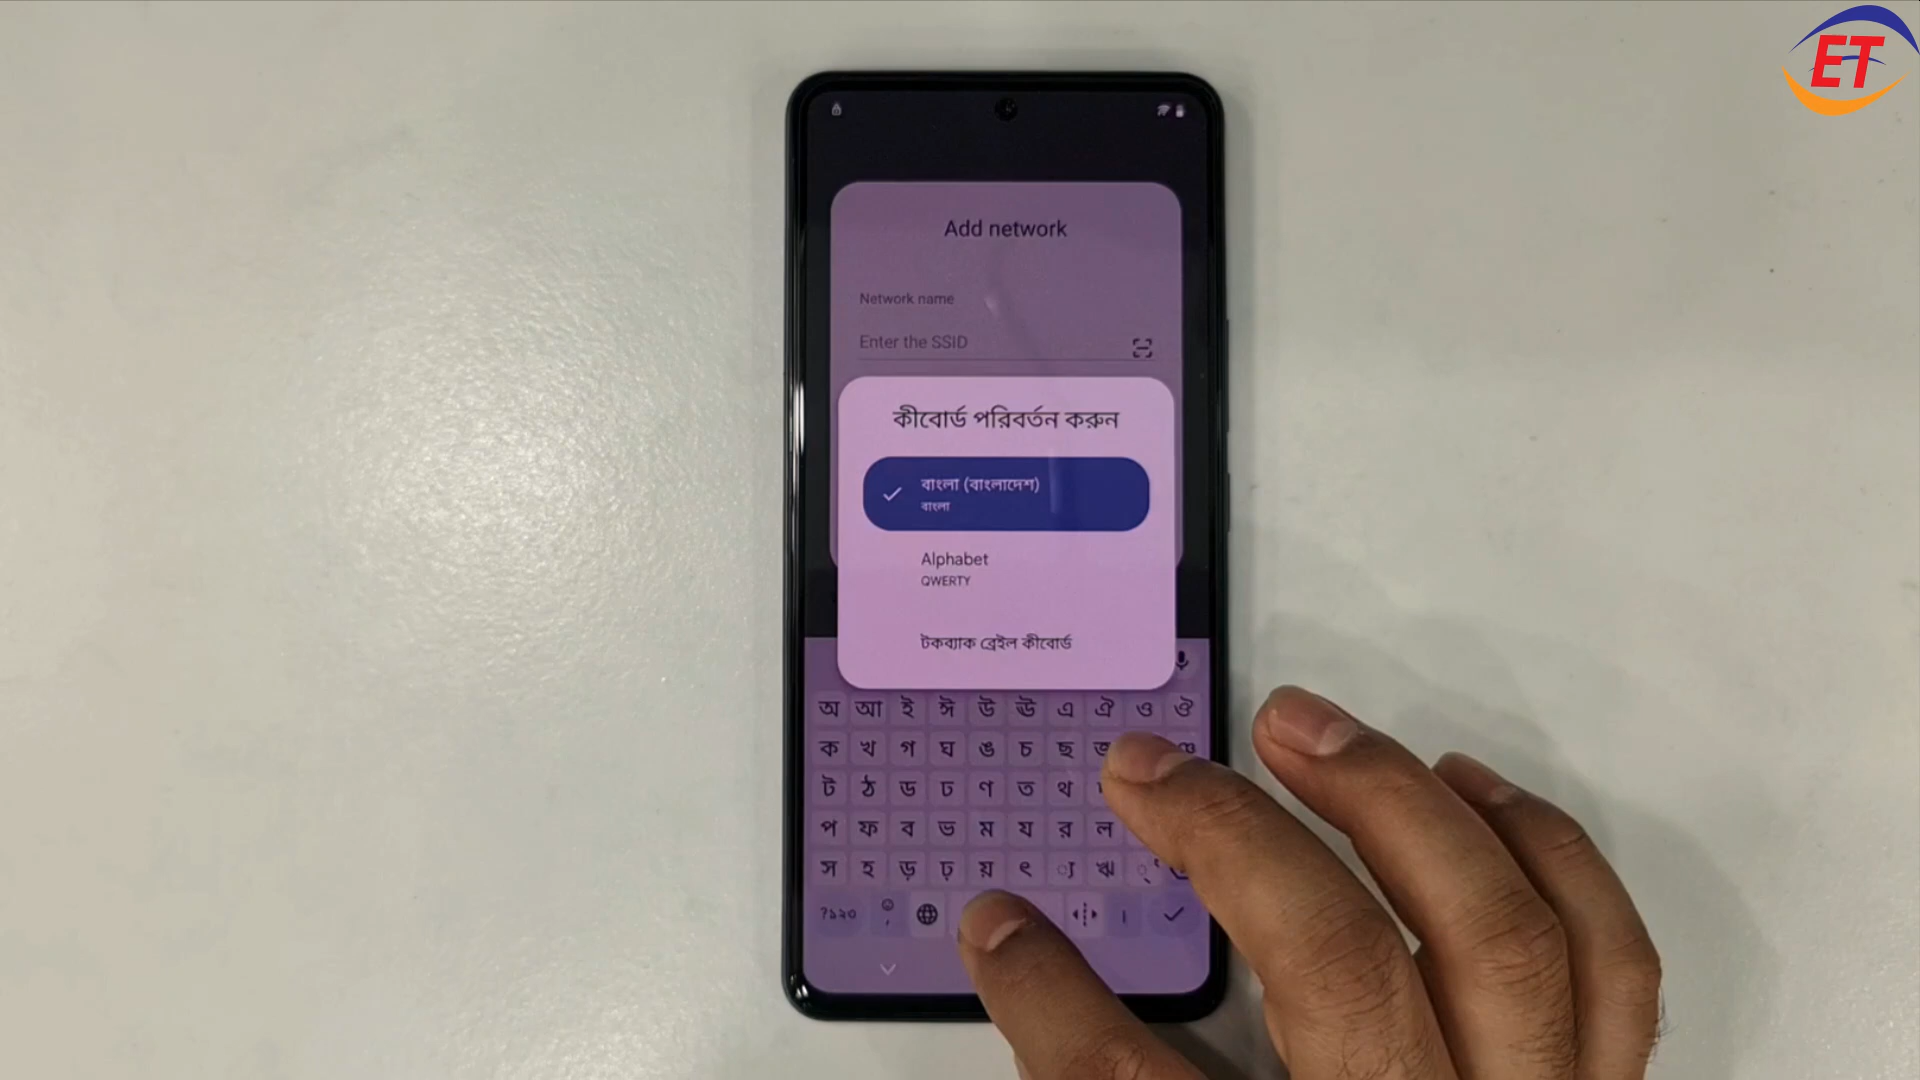 ET
Add network
Network name
Enter the SSID
কীবোর্ড পরিবর্তন করুন
বাংলা (বাংলাদেশ)
বাংলা
Alphabet
QWERTY
টকব্যাক ব্রেইল কীবোর্ড
অ আ ই ঈ উ ঊ এ ঐ ও ঔ
ক খ গ ঘ ঙ চ ছ জ ঞ
ট ঠ ড ঢ ণ ত থ
প ফ ব ভ ম য র ল
স হ ড় ঢ় য় ৎ ্য ঋ
?১২৩ , ।